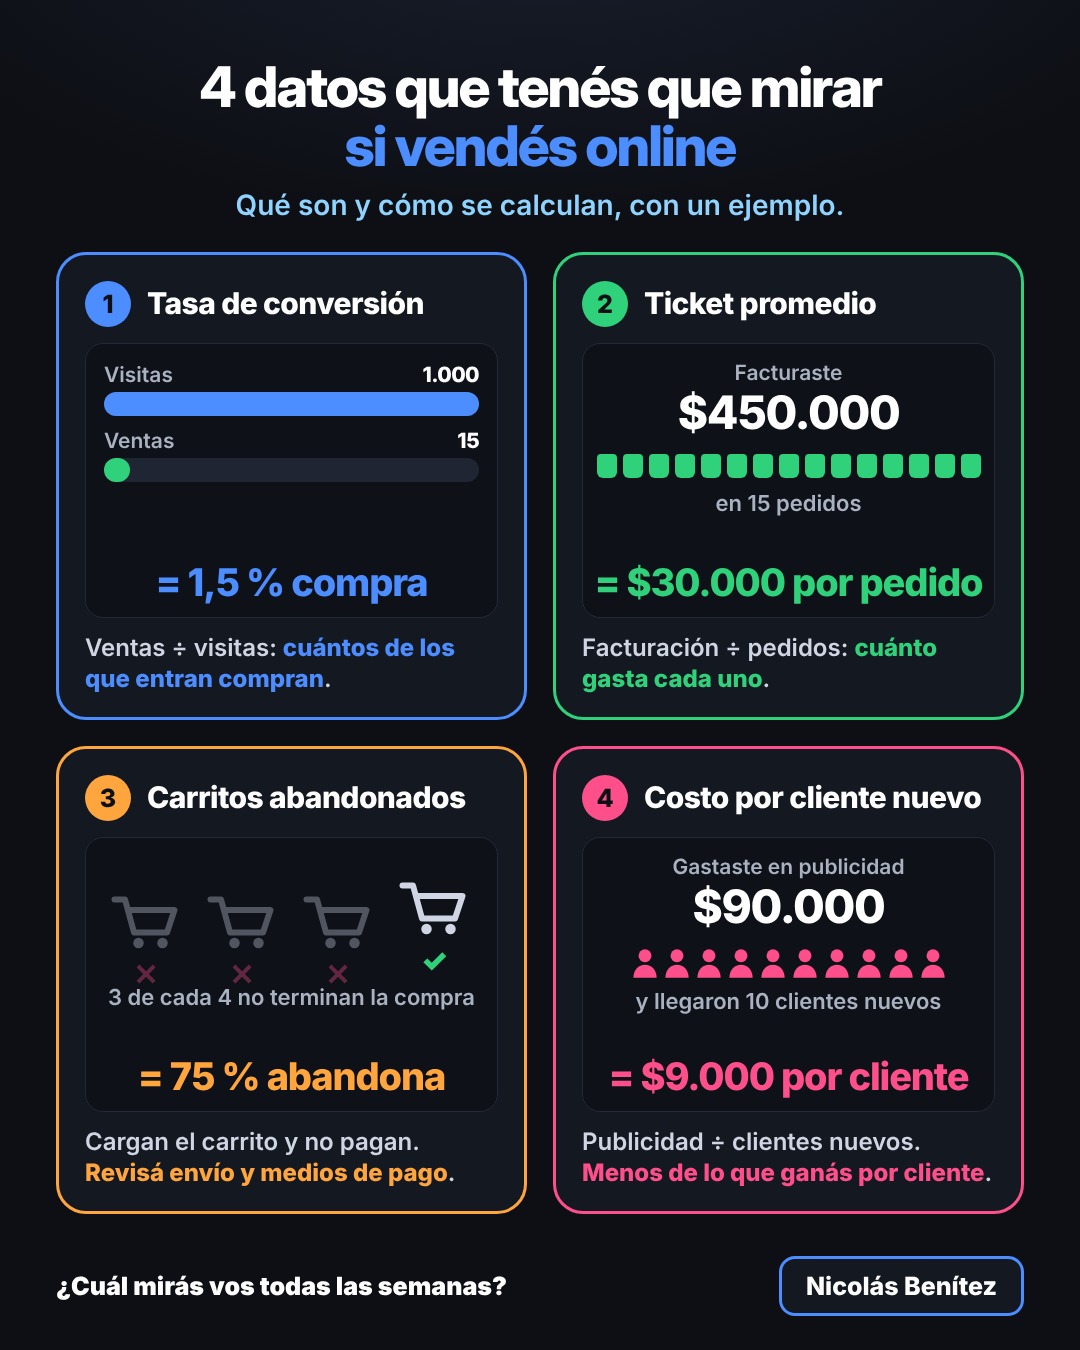 4 datos que tenés que mirar
si vendés online
Qué son y cómo se calculan, con un ejemplo.
1 Tasa de conversión
Visitas 1.000
Ventas 15
= 1,5 % compra
Ventas ÷ visitas: cuántos de los
que entran compran.
2 Ticket promedio
Facturaste
$450.000
en 15 pedidos
= $30.000 por pedido
Facturación ÷ pedidos: cuánto
gasta cada uno.
3 Carritos abandonados
3 de cada 4 no terminan la compra
= 75 % abandona
Cargan el carrito y no pagan.
Revisá envío y medios de pago.
4 Costo por cliente nuevo
Gastaste en publicidad
$90.000
y llegaron 10 clientes nuevos
= $9.000 por cliente
Publicidad ÷ clientes nuevos.
Menos de lo que ganás por cliente.
¿Cuál mirás vos todas las semanas?
Nicolás Benítez